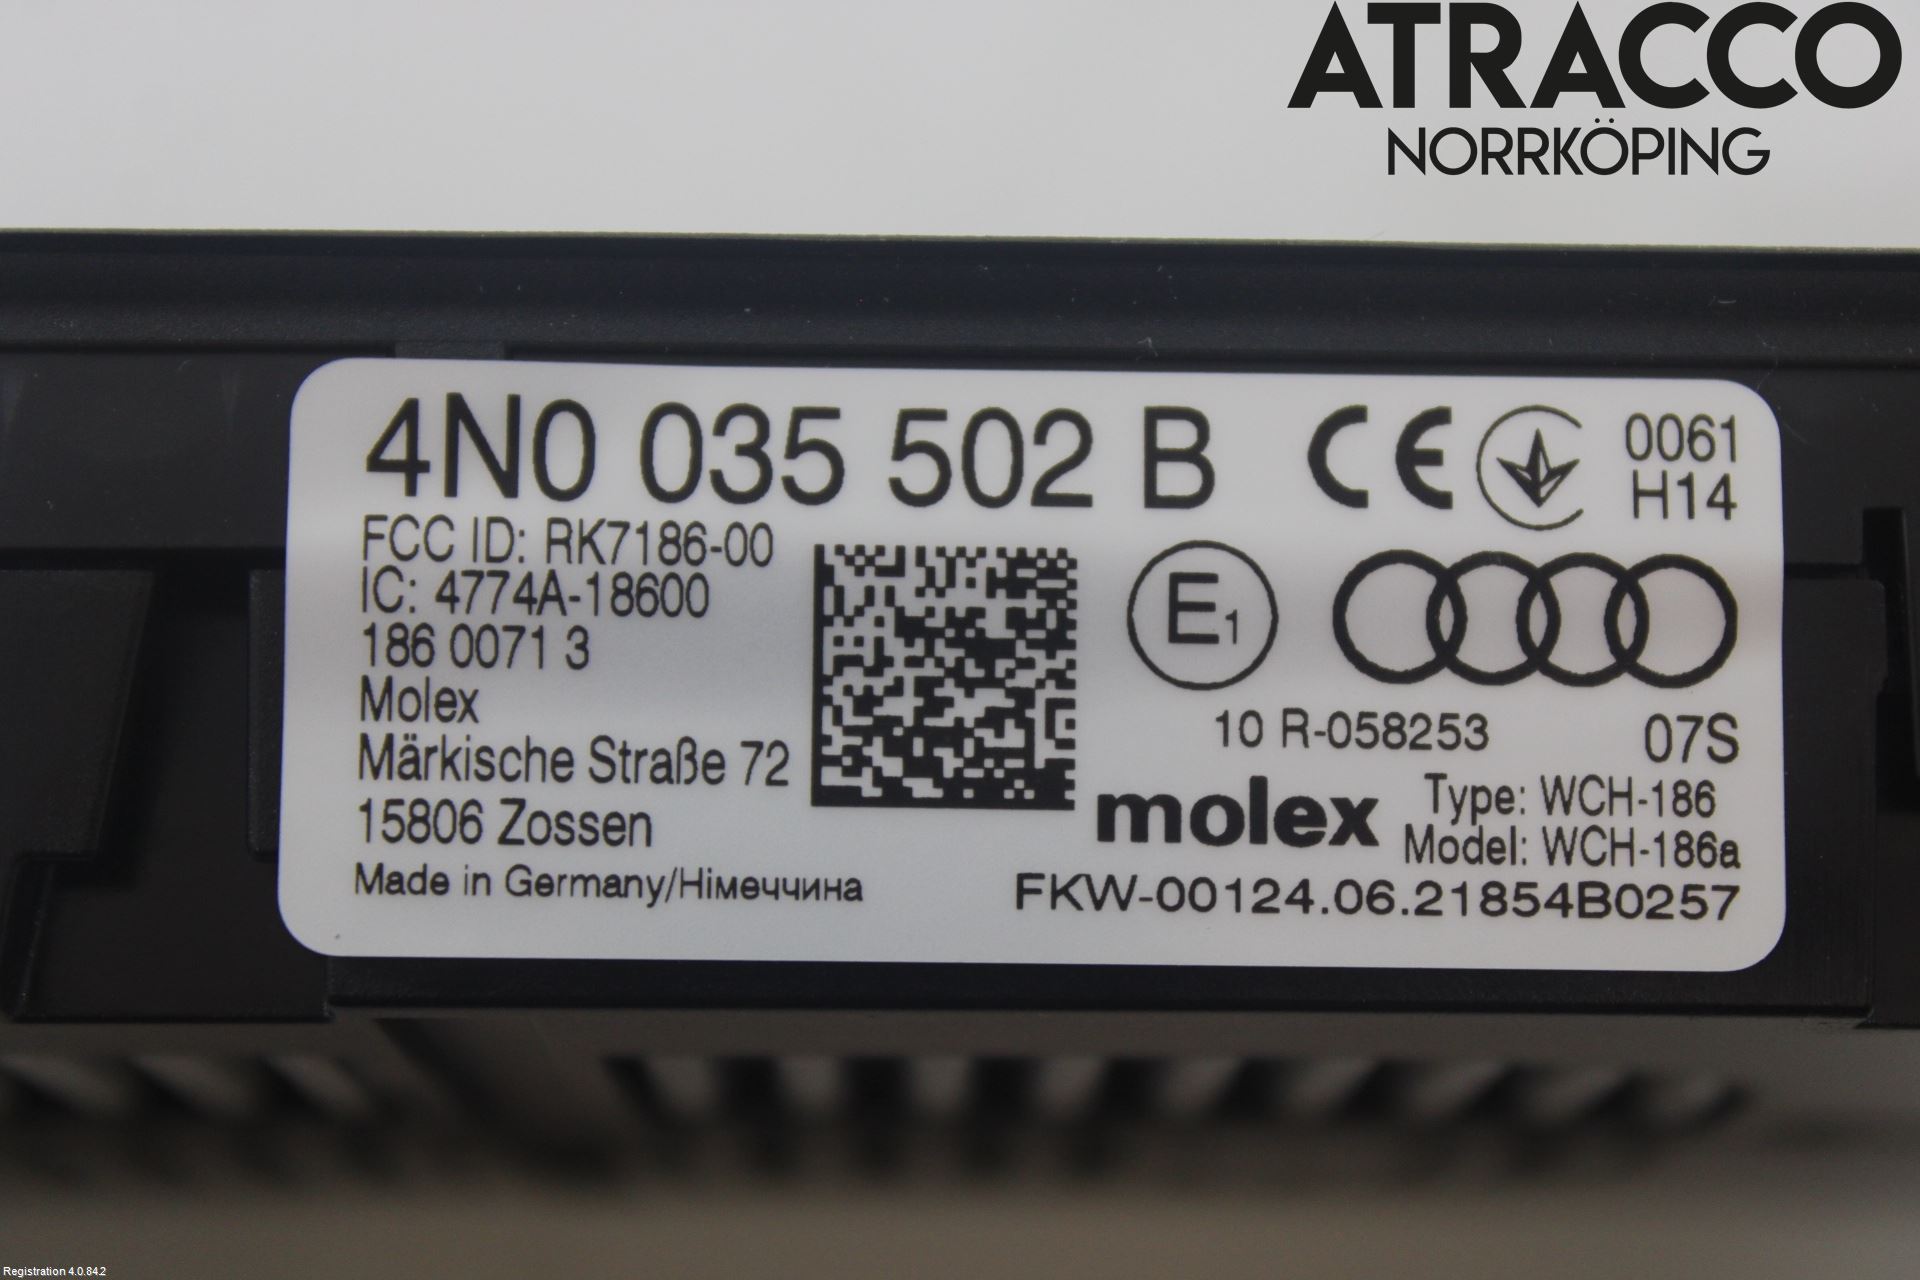 ATRACCO
NORRKÖPING
4N0 035 502 B CE 0061
H14
FCC ID: RK7186-00
IC: 4774A-18600
186 0071 3
Molex
Märkische Straße 72
15806 Zossen
Made in Germany/Німеччина
E1
10 R-058253 07S
molex
Type: WCH-186
Model: WCH-186a
FKW-00124.06.21854B0257
Registration 4.0.84.2